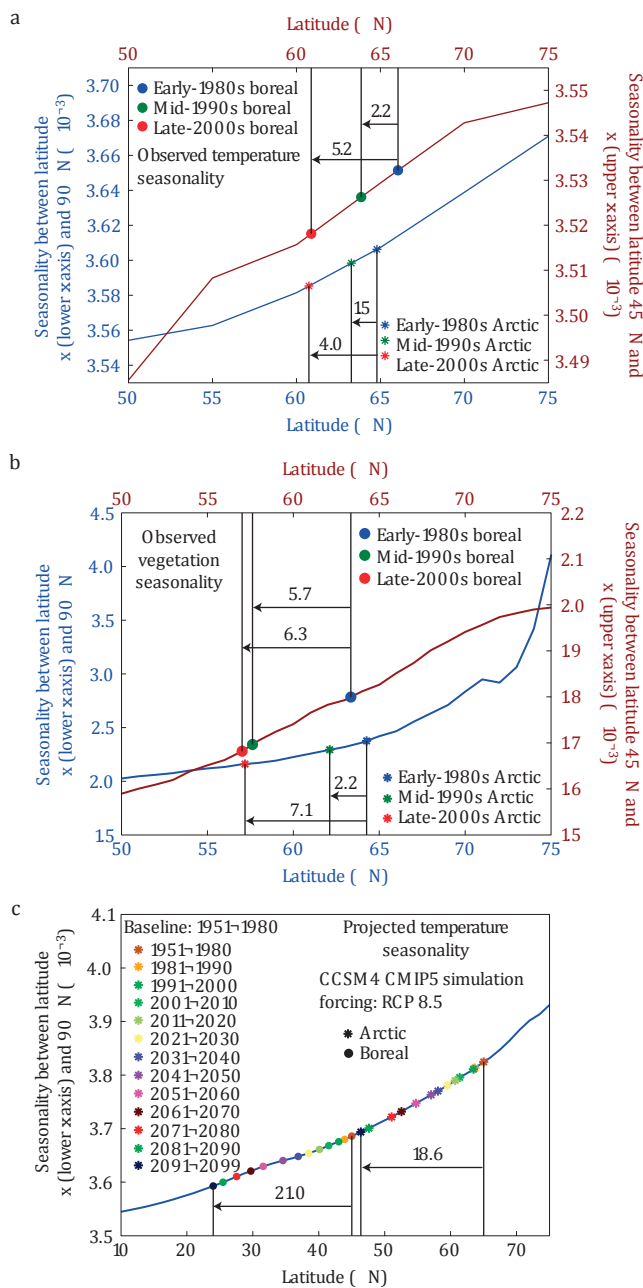 a
Latitude ( N)
50 55 60 65 70 75
3.70
3.68
3.66
3.64
3.60
3.58
3.56
3.53
Seasonality between latitude
x (lower xaxis) and 90 N ( 10⁻³)
Early-1980s boreal
Mid-1990s boreal
Late-2000s boreal
Observed temperature
seasonality
2.2
5.2
15
4.0
Early-1980s Arctic
Mid-1990s Arctic
Late-2000s Arctic
3.55
3.54
3.53
3.51
3.50
3.49
Seasonality between latitude 45 N and
x (upper xaxis) ( 10⁻³)
50 55 60 65 70 75
Latitude ( N)
b
Latitude ( N)
50 55 60 65 70 75
4.5
4.0
3.5
3.0
2.5
2.0
15
Seasonality between latitude
x (lower xaxis) and 90 N
Observed
vegetation
seasonality
Early-1980s boreal
Mid-1990s boreal
Late-2000s boreal
5.7
6.3
2.2
7.1
Early-1980s Arctic
Mid-1990s Arctic
Late-2000s Arctic
2.2
2.1
2.0
19
18
17
16
15
Seasonality between latitude 45 N and
x (upper xaxis) ( 10⁻³)
50 55 60 65 70 75
Latitude ( N)
c
4.1
4.0
3.9
3.8
3.7
3.6
3.5
Seasonality between latitude
x (lower xaxis) and 90 N ( 10⁻³)
Baseline: 1951¬1980
1951¬1980
1981¬1990
1991¬2000
2001¬2010
2011¬2020
2021¬2030
2031¬2040
2041¬2050
2051¬2060
2061¬2070
2071¬2080
2081¬2090
2091¬2099
Projected temperature
seasonality
CCSM4 CMIP5 simulation
forcing: RCP 8.5
Arctic
Boreal
18.6
210
10 20 30 40 50 60 70
Latitude ( N)